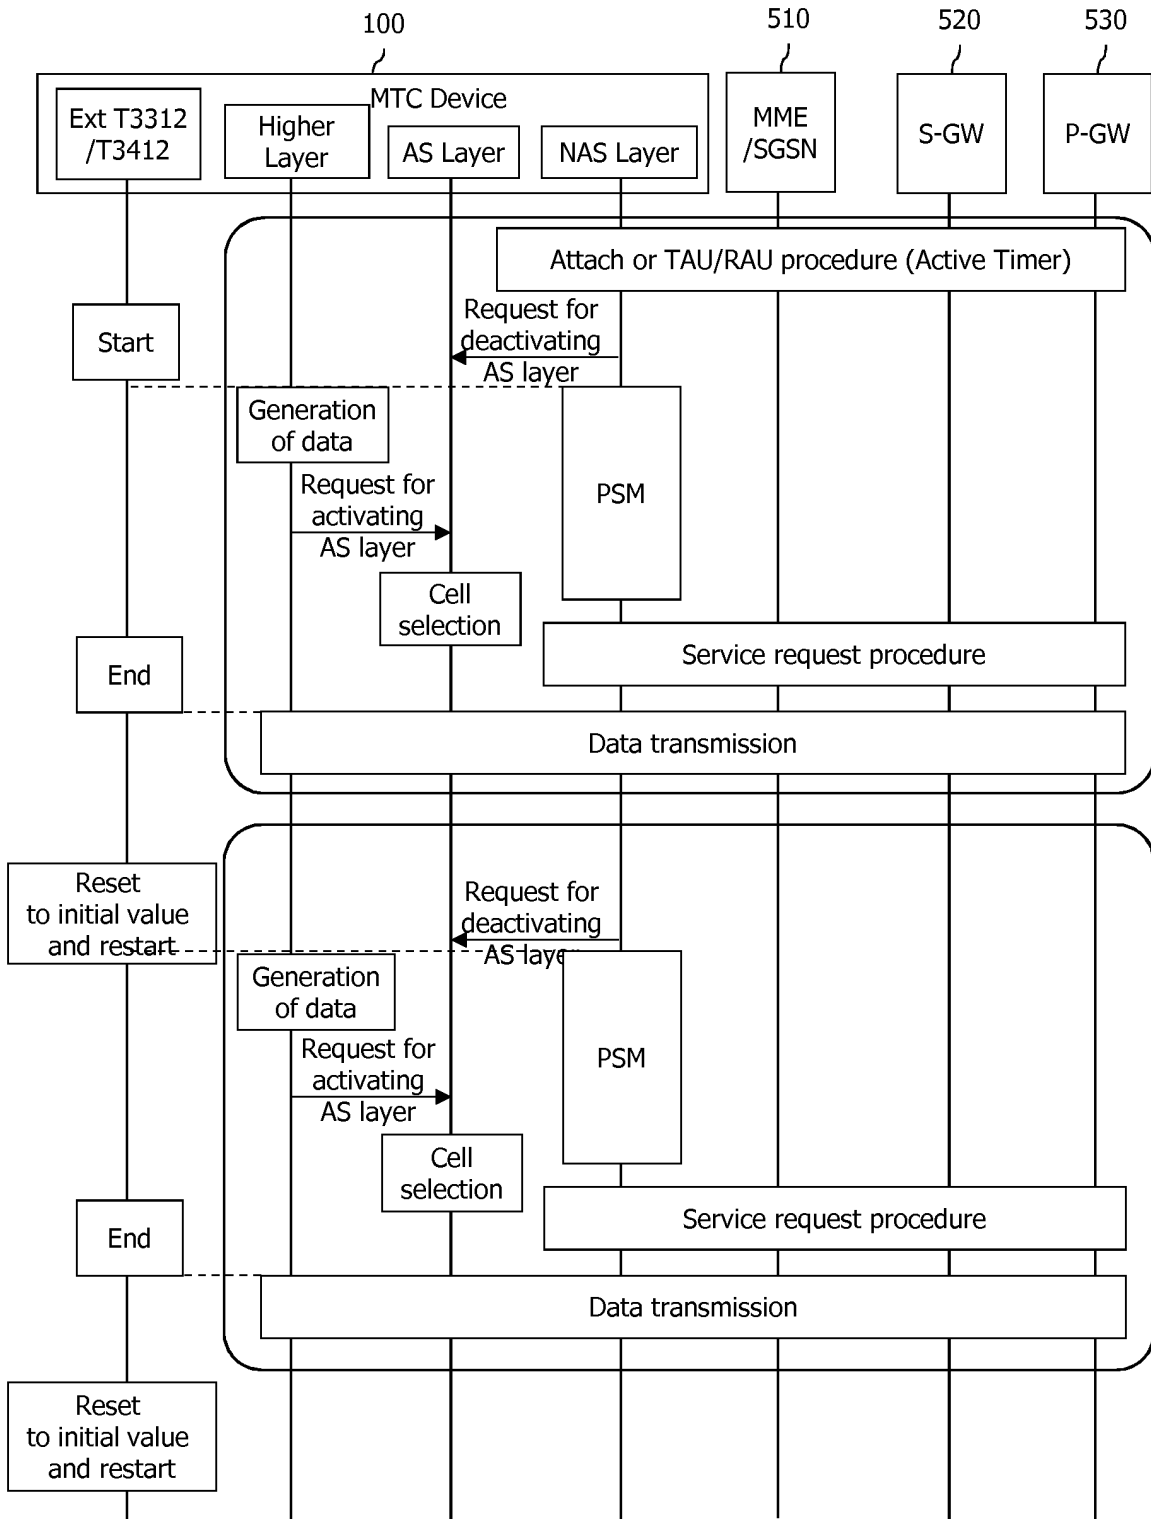 100
510
520
530
MTC Device
Ext T3312
/T3412
Higher
Layer
AS Layer
NAS Layer
MME
/SGSN
S-GW
P-GW
Attach or TAU/RAU procedure (Active Timer)
Request for
deactivating
AS layer
Start
Generation
of data
Request for
activating
AS layer
PSM
Cell
selection
Service request procedure
End
Data transmission
Reset
to initial value
and restart
Request for
deactivating
AS layer
Generation
of data
Request for
activating
AS layer
PSM
Cell
selection
Service request procedure
End
Data transmission
Reset
to initial value
and restart